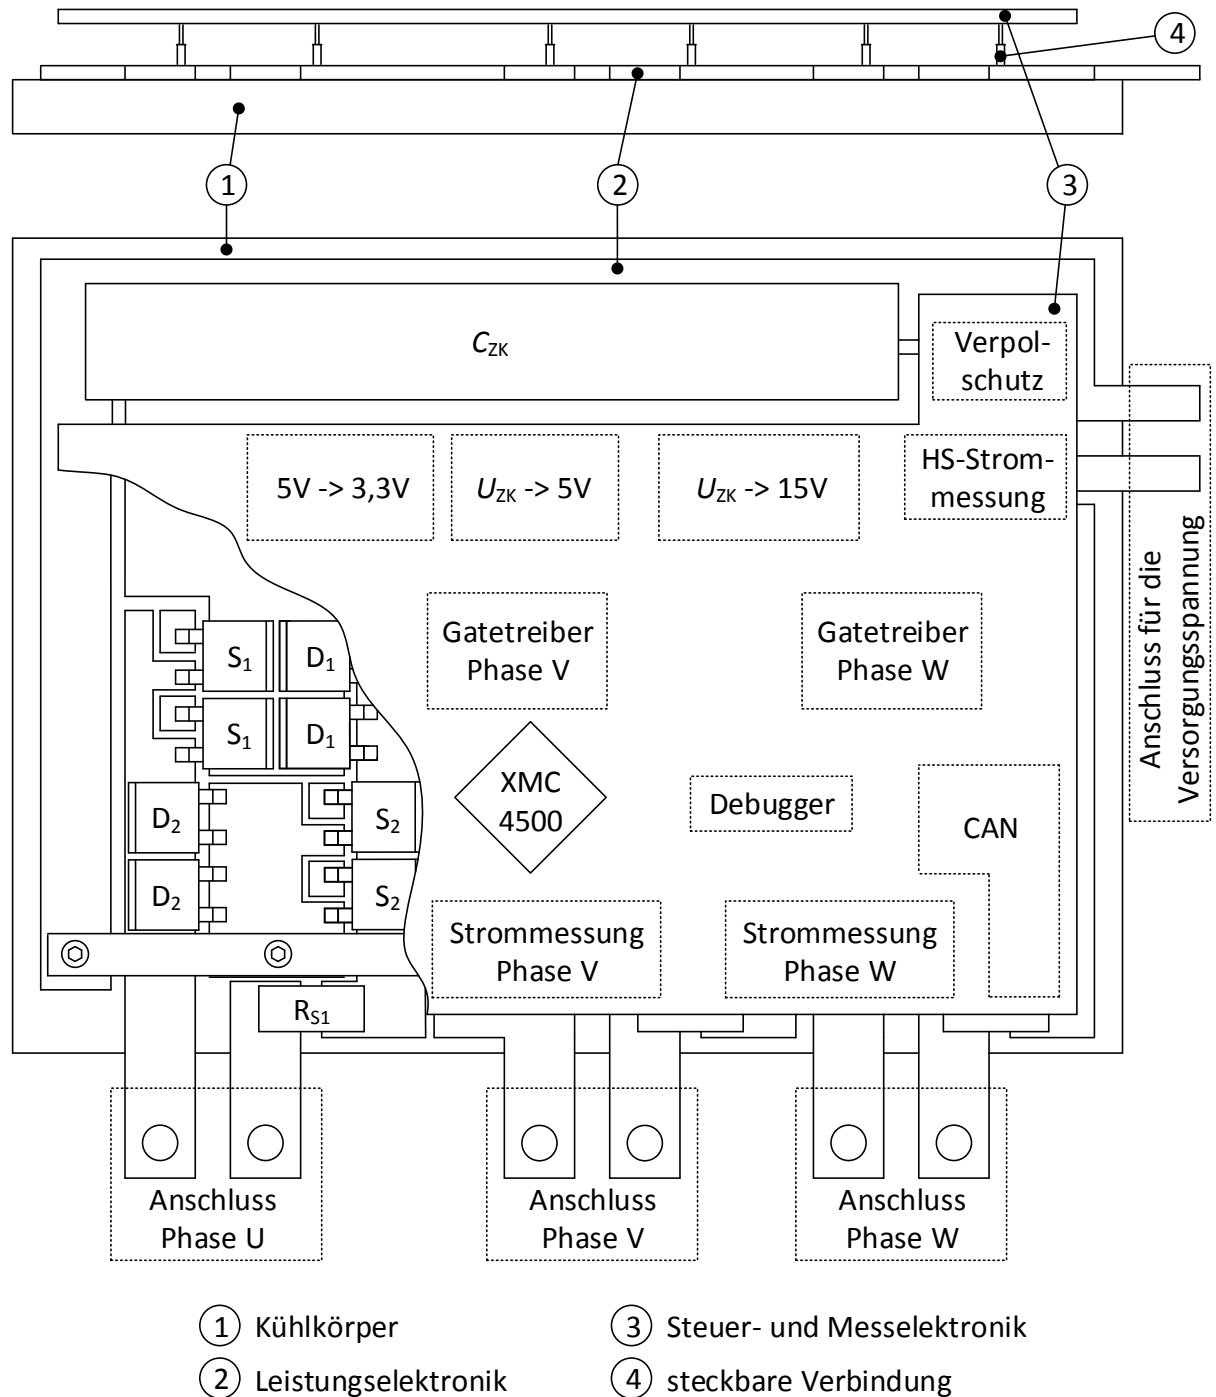 4
1
2
3
C_ZK
Verpol-
schutz
5V -> 3,3V
U_ZK -> 5V
U_ZK -> 15V
HS-Strom-
messung
Anschluss für die
Versorgungsspannung
Gatetreiber
Phase V
Gatetreiber
Phase W
S1
D1
S1
D1
XMC
4500
Debugger
CAN
D2
S2
D2
S2
Strommessung
Phase V
Strommessung
Phase W
RS1
Anschluss
Phase U
Anschluss
Phase V
Anschluss
Phase W
1 Kühlkörper
2 Leistungselektronik
3 Steuer- und Messelektronik
4 steckbare Verbindung